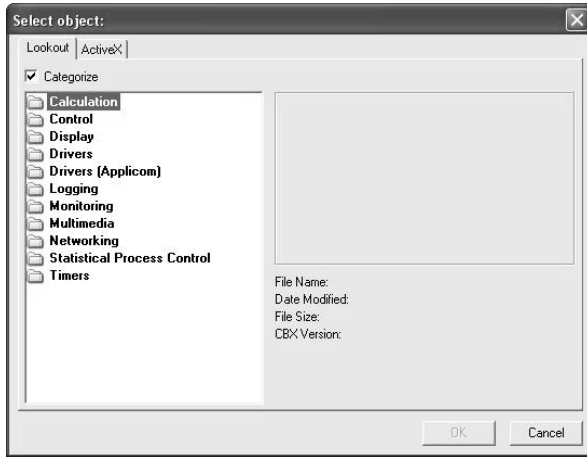 Select object:
Lookout ActiveX
Categorize
Calculation
Control
Display
Drivers
Drivers (Applicom)
Logging
Monitoring
Multimedia
Networking
Statistical Process Control
Timers
File Name:
Date Modified:
File Size:
CBX Version:
OK Cancel